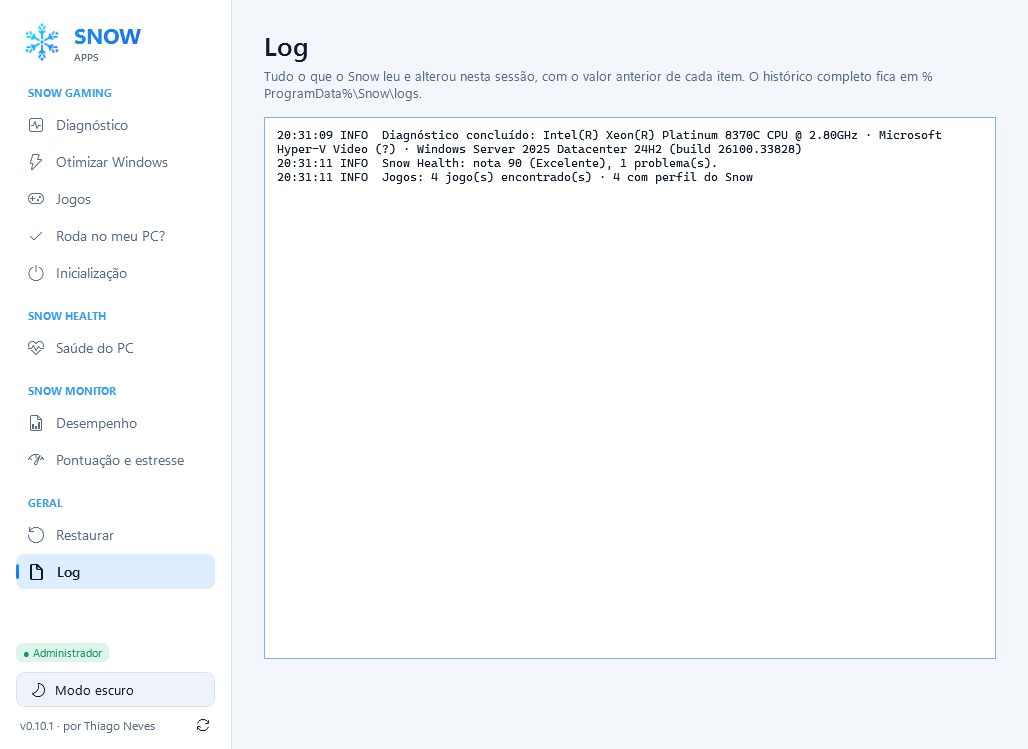 SNOW
APPS
SNOW GAMING
Diagnóstico
Otimizar Windows
Jogos
Roda no meu PC?
Inicialização
SNOW HEALTH
Saúde do PC
SNOW MONITOR
Desempenho
Pontuação e estresse
GERAL
Restaurar
Log
Administrador
Modo escuro
v0.10.1 · por Thiago Neves
Log
Tudo o que o Snow leu e alterou nesta sessão, com o valor anterior de cada item. O histórico completo fica em %
ProgramData%\Snow\logs.
20:31:09 INFO  Diagnóstico concluído: Intel(R) Xeon(R) Platinum 8370C CPU @ 2.80GHz · Microsoft
Hyper-V Video (?) · Windows Server 2025 Datacenter 24H2 (build 26100.33828)
20:31:11 INFO  Snow Health: nota 90 (Excelente), 1 problema(s).
20:31:11 INFO  Jogos: 4 jogo(s) encontrado(s) · 4 com perfil do Snow